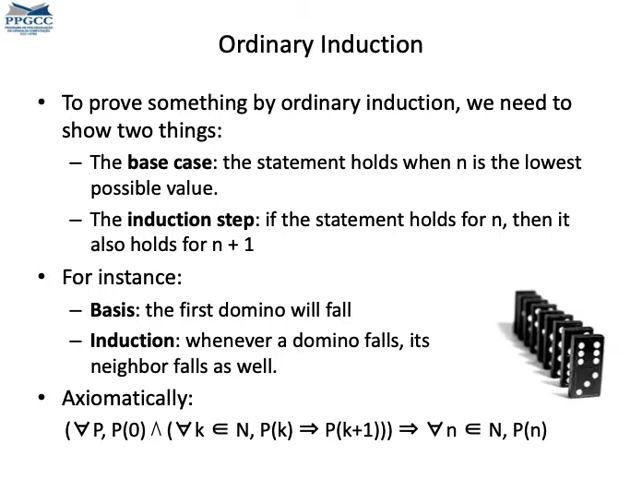 PPGCC
Ordinary Induction
• To prove something by ordinary induction, we need to
show two things:
– The base case: the statement holds when n is the lowest
possible value.
– The induction step: if the statement holds for n, then it
also holds for n + 1
• For instance:
– Basis: the first domino will fall
– Induction: whenever a domino falls, its
neighbor falls as well.
• Axiomatically:
(∀P, P(0) ∧ (∀k ∈ N, P(k) ⇒ P(k+1))) ⇒ ∀n ∈ N, P(n)